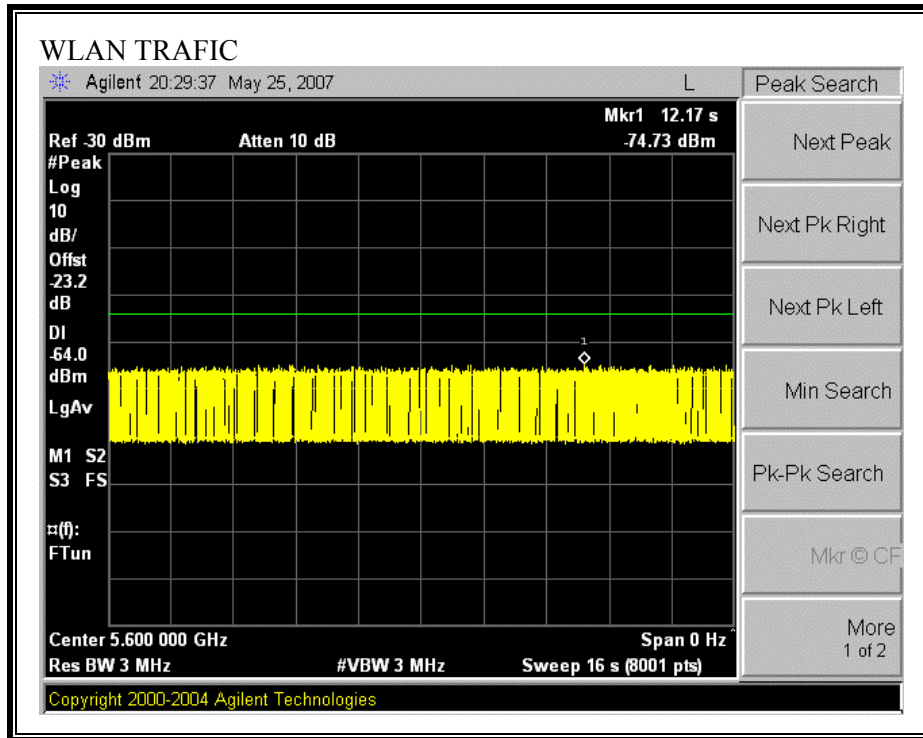 WLAN TRAFIC
Agilent 20:29:37 May 25, 2007 L Peak Search
Mkr1 12.17 s
Ref -30 dBm Atten 10 dB -74.73 dBm
#Peak
Log
10
dB/
Offst
-23.2
dB
DI
-64.0
dBm
LgAv
M1 S2
S3 FS
¤(f):
FTun
1
Center 5.600 000 GHz Span 0 Hz^
Res BW 3 MHz #VBW 3 MHz Sweep 16 s (8001 pts)
Copyright 2000-2004 Agilent Technologies
Next Peak
Next Pk Right
Next Pk Left
Min Search
Pk-Pk Search
Mkr © CF
More
1 of 2